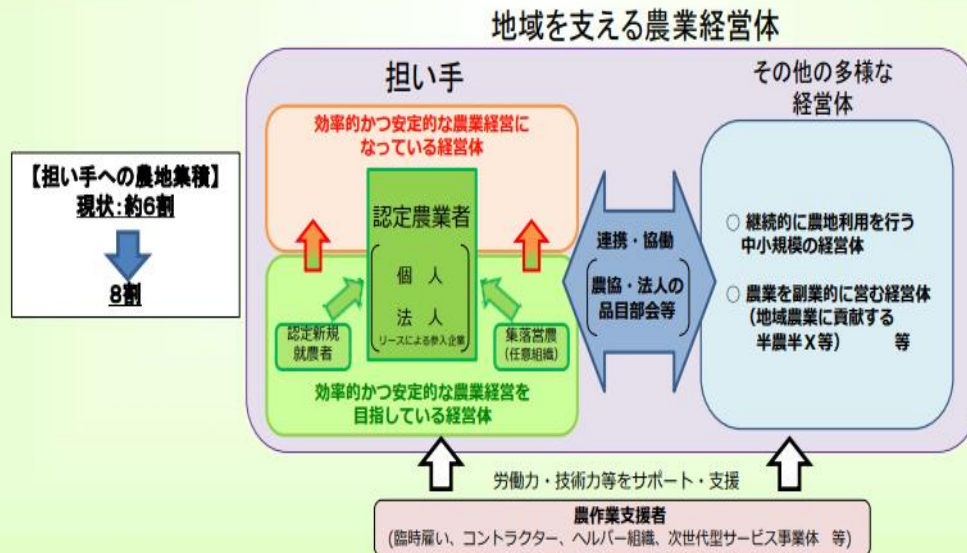 地域を支える農業経営体
担い手
効率的かつ安定的な農業経営に
なっている経営体
【担い手への農地集積】
現状:約6割
8割
認定農業者
個 人
法 人
リースによる参入企業
認定新規
就農者
集落営農
(任意組織)
効率的かつ安定的な農業経営を
目指している経営体
連携・協働
農協・法人の
品目部会等
その他の多様な
経営体
○ 継続的に農地利用を行う
中小規模の経営体
○ 農業を副業的に営む経営体
(地域農業に貢献する
半農半X等) 等
労働力・技術力等をサポート・支援
農作業支援者
(臨時雇い、コントラクター、ヘルパー組織、次世代型サービス事業体 等)